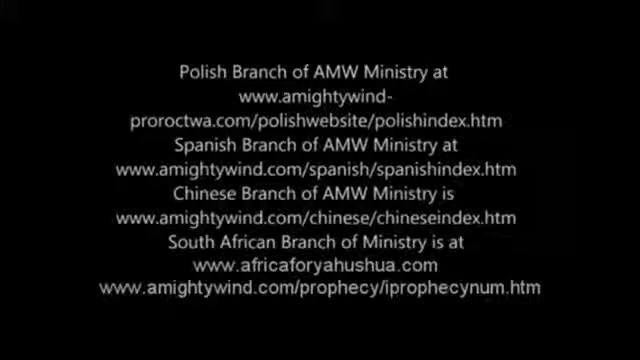 Polish Branch of AMW Ministry at
www.amightywind-
proroctwa.com/polishwebsite/polishindex.htm
Spanish Branch of AMW Ministry at
www.amightywind.com/spanish/spanishindex.htm
Chinese Branch of AMW Ministry is
www.amightywind.com/chinese/chineseindex.htm
South African Branch of Ministry is at
www.africaforyahushua.com
www.amightywind.com/prophecy/iprophecynum.htm